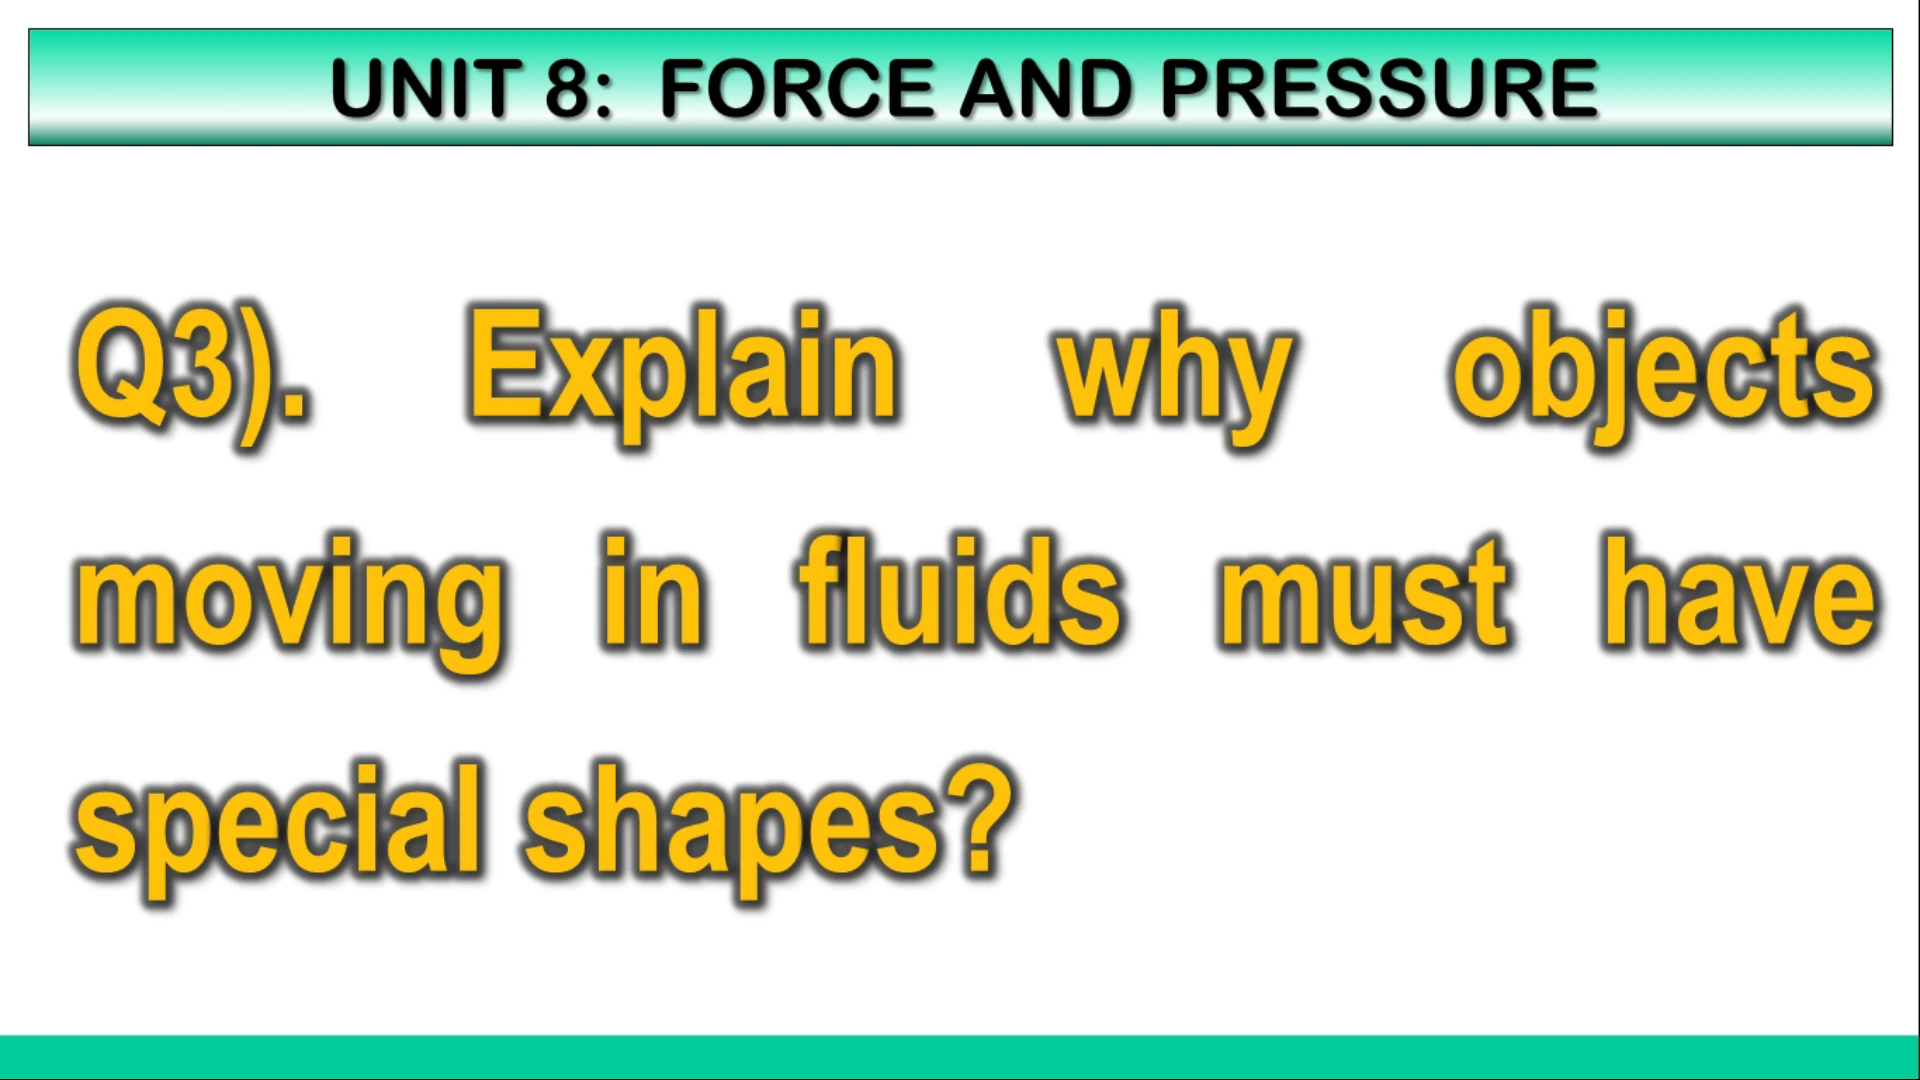 UNIT 8: FORCE AND PRESSURE
Q3). Explain why objects
moving in fluids must have
special shapes?